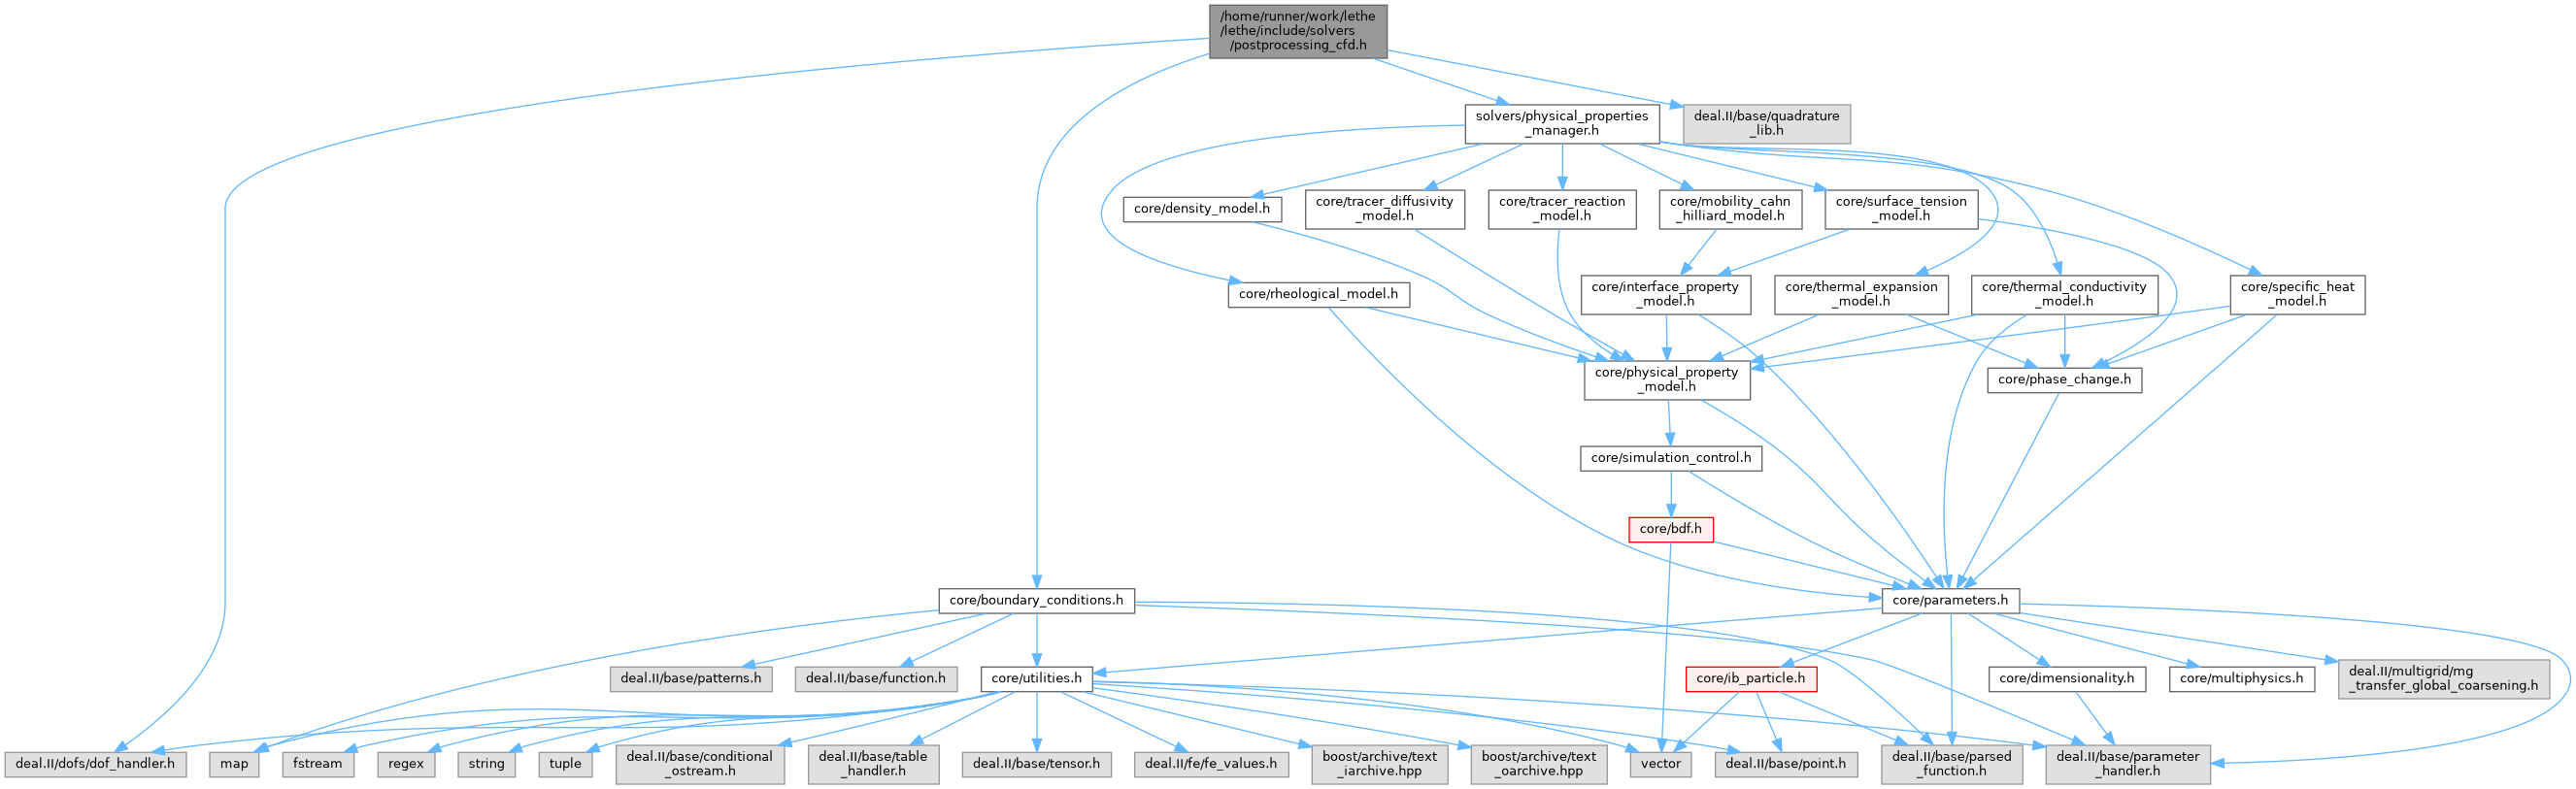 /home/runner/work/lethe
/lethe/include/solvers
/postprocessing_cfd.h
solvers/physical_properties
_manager.h
deal.II/base/quadrature
_lib.h
core/density_model.h
core/tracer_diffusivity
_model.h
core/tracer_reaction
_model.h
core/mobility_cahn
_hilliard_model.h
core/surface_tension
_model.h
core/rheological_model.h
core/interface_property
_model.h
core/thermal_expansion
_model.h
core/thermal_conductivity
_model.h
core/specific_heat
_model.h
core/physical_property
_model.h
core/phase_change.h
core/simulation_control.h
core/bdf.h
core/boundary_conditions.h
core/parameters.h
deal.II/base/patterns.h
deal.II/base/function.h
core/utilities.h
core/ib_particle.h
core/dimensionality.h
core/multiphysics.h
deal.II/multigrid/mg
_transfer_global_coarsening.h
deal.II/dofs/dof_handler.h
map
fstream
regex
string
tuple
deal.II/base/conditional
_ostream.h
deal.II/base/table
_handler.h
deal.II/base/tensor.h
deal.II/fe/fe_values.h
boost/archive/text
_iarchive.hpp
boost/archive/text
_oarchive.hpp
vector
deal.II/base/point.h
deal.II/base/parsed
_function.h
deal.II/base/parameter
_handler.h